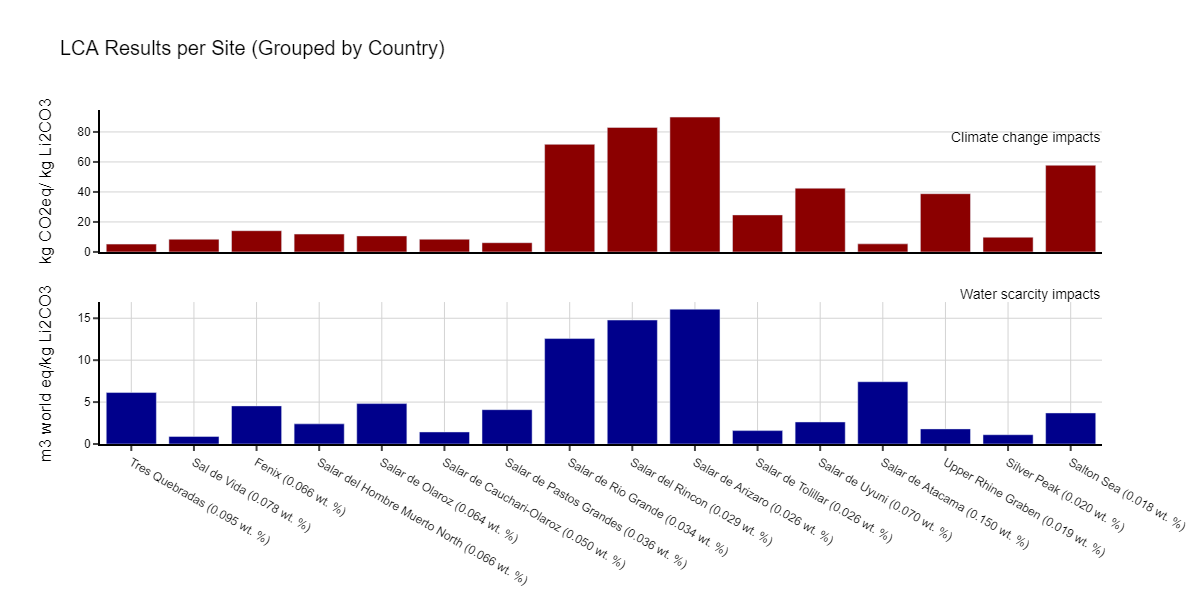 LCA Results per Site (Grouped by Country)
kg CO2eq/ kg Li2CO3
80
60
40
20
0
Climate change impacts
m3 world eq/kg Li2CO3
15
10
5
0
Water scarcity impacts
Tres Quebradas (0.095 wt. %)
Sal de Vida (0.078 wt. %)
Fenix (0.066 wt. %)
Salar del Hombre Muerto North (0.066 wt. %)
Salar de Olaroz (0.064 wt. %)
Salar de Cauchari-Olaroz (0.050 wt. %)
Salar de Pastos Grandes (0.036 wt. %)
Salar de Rio Grande (0.034 wt. %)
Salar del Rincon (0.029 wt. %)
Salar de Arizaro (0.026 wt. %)
Salar de Tolillar (0.026 wt. %)
Salar de Uyuni (0.070 wt. %)
Salar de Atacama (0.150 wt. %)
Upper Rhine Graben (0.019 wt. %)
Silver Peak (0.020 wt. %)
Salton Sea (0.018 wt. %)